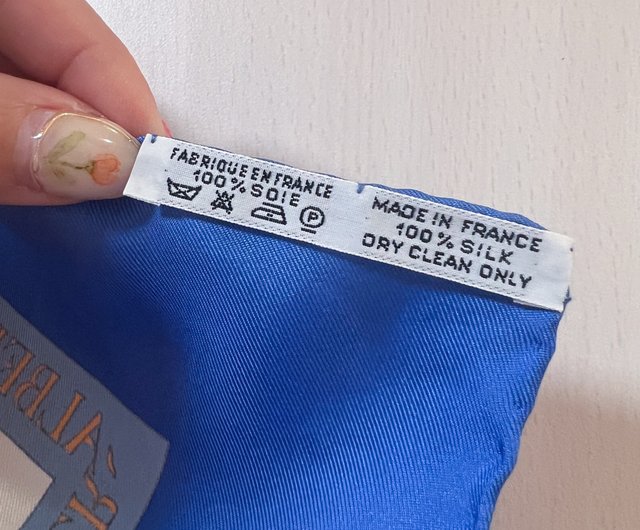 FABRIQUE EN FRANCE
100% SOIE
P
MADE IN FRANCE
100% SILK
DRY CLEAN ONLY